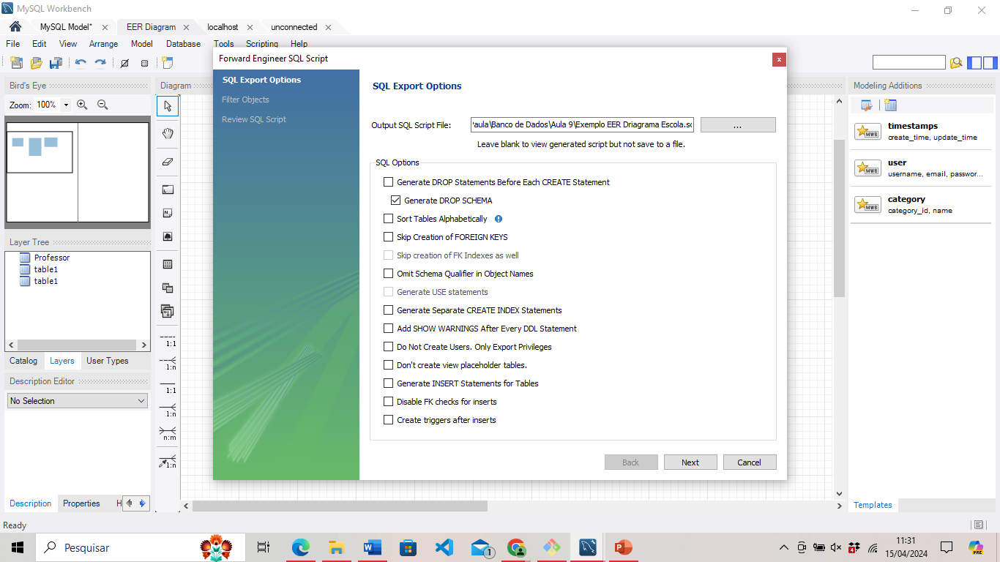 MySQL Workbench
MySQL Model* EER Diagram localhost unconnected
File Edit View Arrange Model Database Tools Scripting Help
Forward Engineer SQL Script
SQL Export Options
Filter Objects
Review SQL Script
SQL Export Options
Output SQL Script File:
aula\Banco de Dados\Aula 9\Exemplo EER Driagrama Escola.sc
...
Leave blank to view generated script but not save to a file.
SQL Options
Generate DROP Statements Before Each CREATE Statement
Generate DROP SCHEMA
Sort Tables Alphabetically
Skip Creation of FOREIGN KEYS
Skip creation of FK Indexes as well
Omit Schema Qualifier in Object Names
Generate USE statements
Generate Separate CREATE INDEX Statements
Add SHOW WARNINGS After Every DDL Statement
Do Not Create Users. Only Export Privileges
Don't create view placeholder tables.
Generate INSERT Statements for Tables
Disable FK checks for inserts
Create triggers after inserts
Back Next Cancel
Bird's Eye
Zoom: 100%
Layer Tree
Professor
table1
table1
Catalog Layers User Types
Description Editor
No Selection
Description Properties H
Diagram
1:1
1:n
1:1
1:n
n:m
1:n
Modeling Additions
MWB
timestamps
create_time, update_time
MWB
user
username, email, passwor...
MWB
category
category_id, name
Templates
Ready
Pesquisar
1
11:31
15/04/2024
PRE